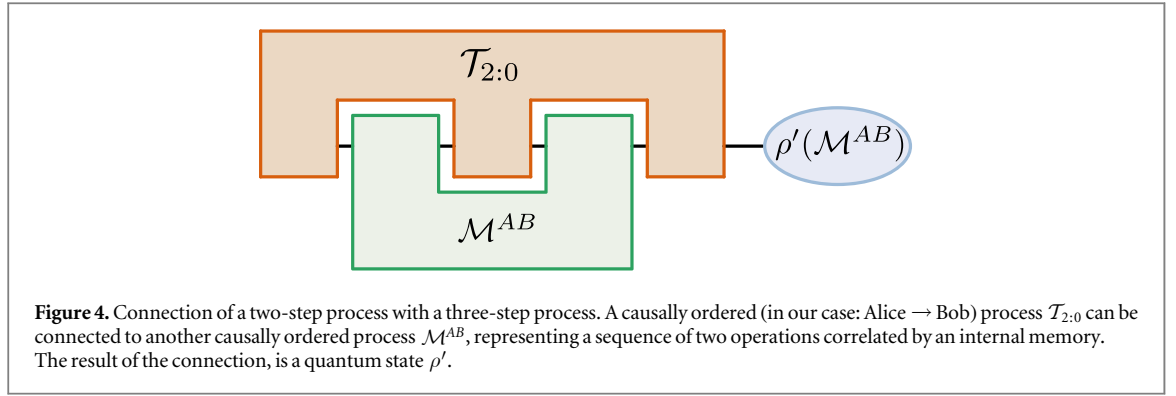 𝒯₂:₀
ρ′(ℳᴬᴮ)
ℳᴬᴮ
Figure 4. Connection of a two-step process with a three-step process. A causally ordered (in our case: Alice → Bob) process 𝒯₂:₀ can be
connected to another causally ordered process ℳᴬᴮ, representing a sequence of two operations correlated by an internal memory.
The result of the connection, is a quantum state ρ′.